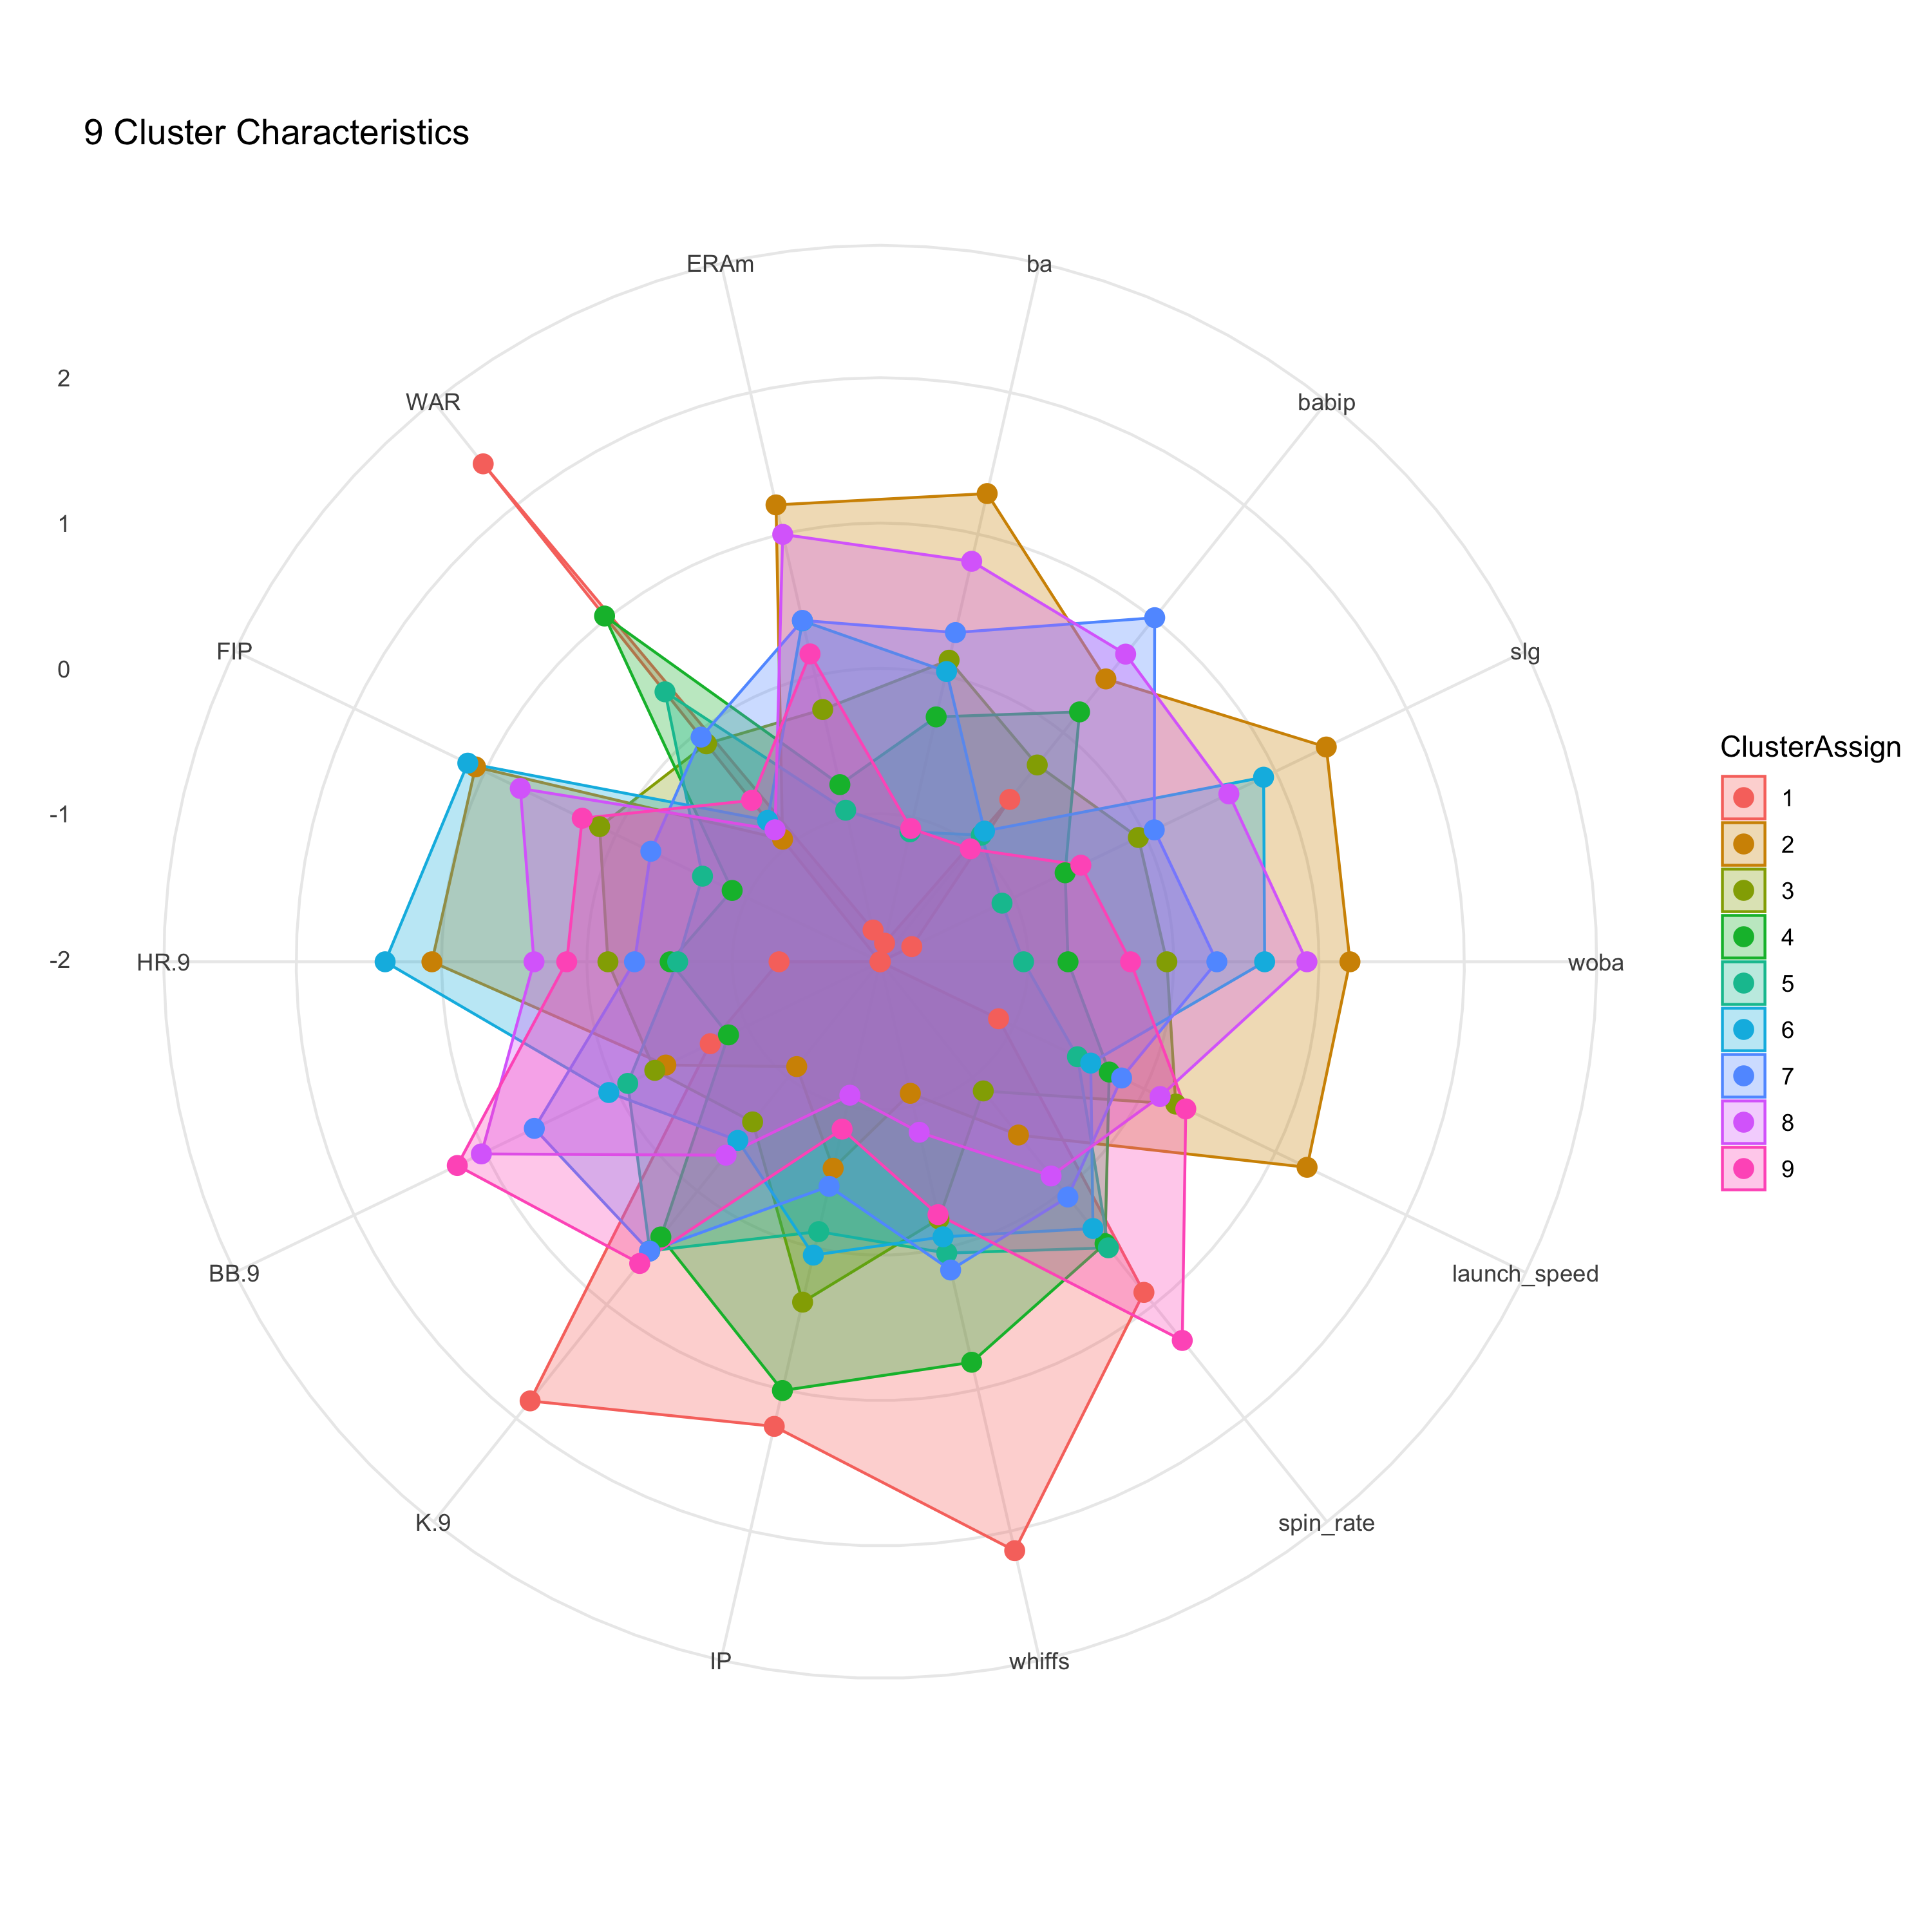 9 Cluster Characteristics
ERAm
ba
2
WAR
babip
1
0
FIP
slg
ClusterAssign
1
-1
2
3
4
-2
HR.9
woba
5
6
7
8
9
BB.9
launch_speed
K.9
spin_rate
IP
whiffs